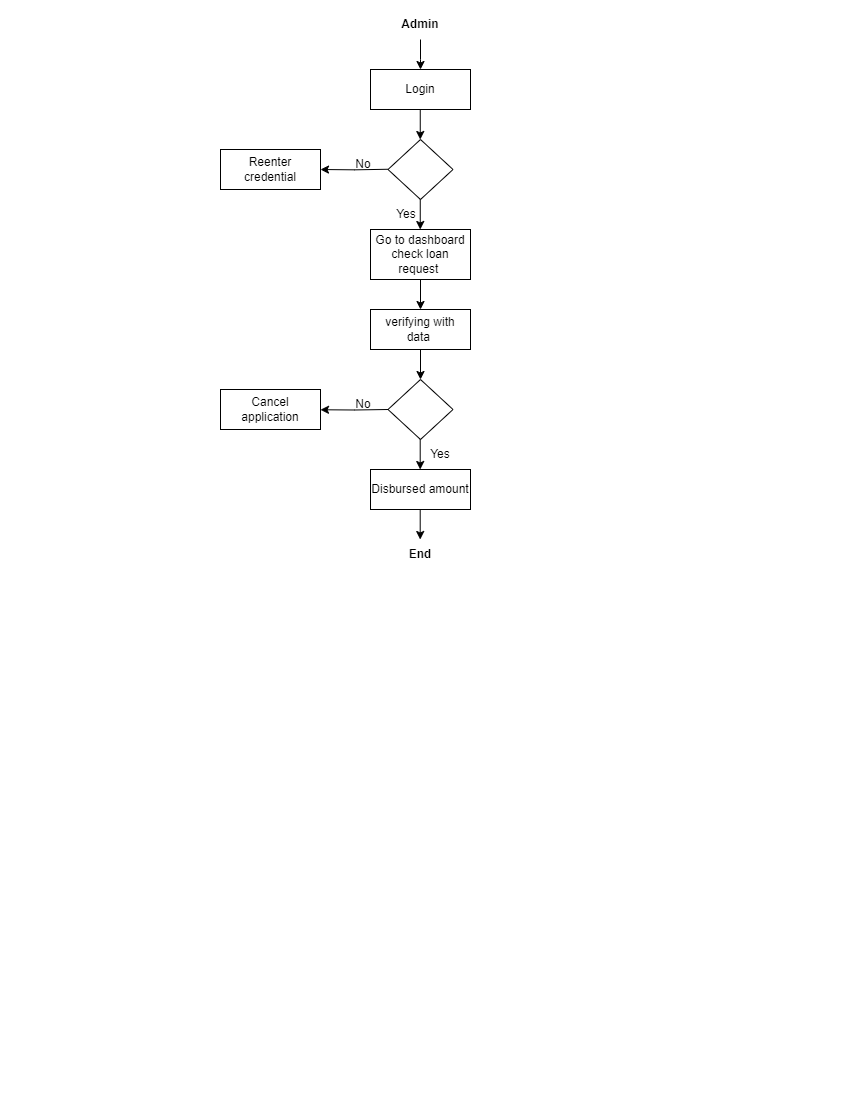 Admin
Login
No
Reenter
credential
Yes
Go to dashboard
check loan
request
verifying with
data
No
Cancel
application
Yes
Disbursed amount
End